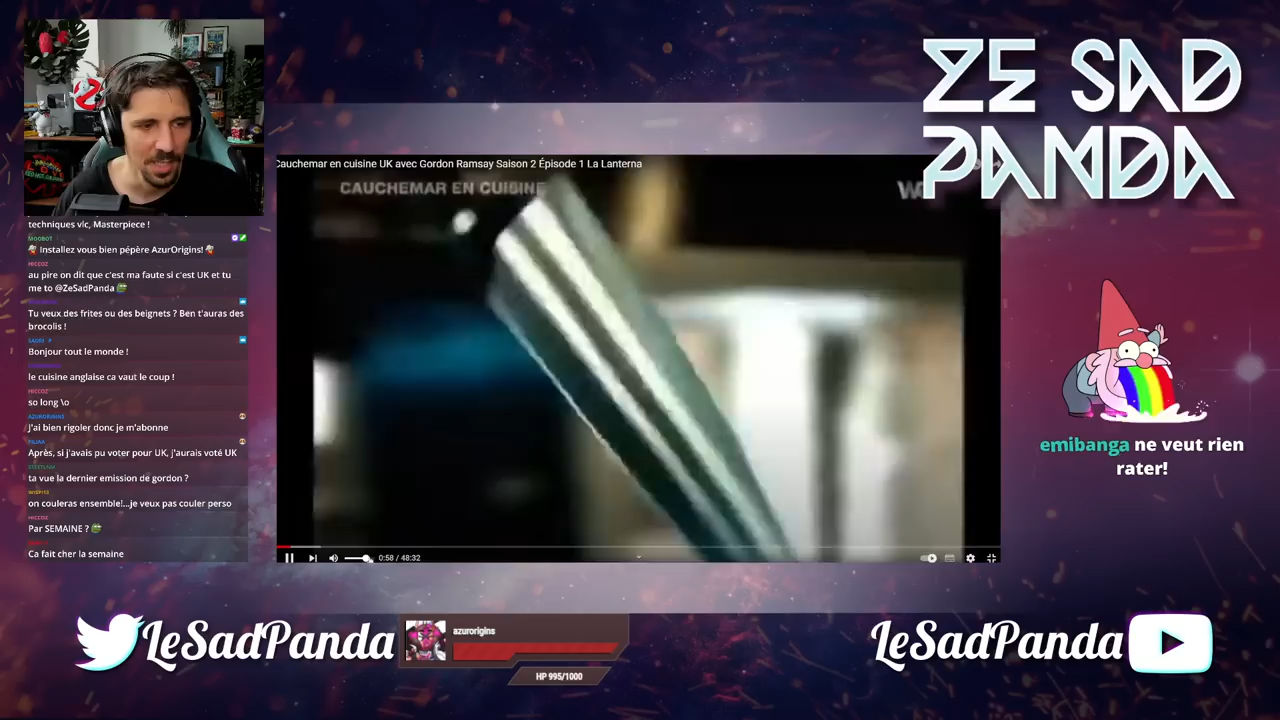 ZE SAD
PANDA
Cauchemar en cuisine UK avec Gordon Ramsay Saison 2 Épisode 1 La Lanterna
CAUCHEMAR EN CUISINE
W
techniques vic, Masterpiece !
MOOBOT
Installez vous bien pépère AzurOrigins!
HICCOZ
au pire on dit que c'est ma faute si c'est UK et tu
me to @ZeSadPanda
Tu veux des frites ou des beignets ? Ben t'auras des
brocolis !
Bonjour tout le monde !
le cuisine anglaise ca vaut le coup !
HICCOZ
so long \o
AZURORIGINS
J'ai bien rigoler donc je m'abonne
Après, si j'avais pu voter pour UK, j'aurais voté UK
ta vue la dernier emission de gordon ?
on couleras ensemble!...je veux pas couler perso
HICCOZ
Par SEMAINE ?
Ca fait cher la semaine
0:58 / 48:32
emibanga ne veut rien
rater!
LeSadPanda
azurorigins
HP 995/1000
LeSadPanda